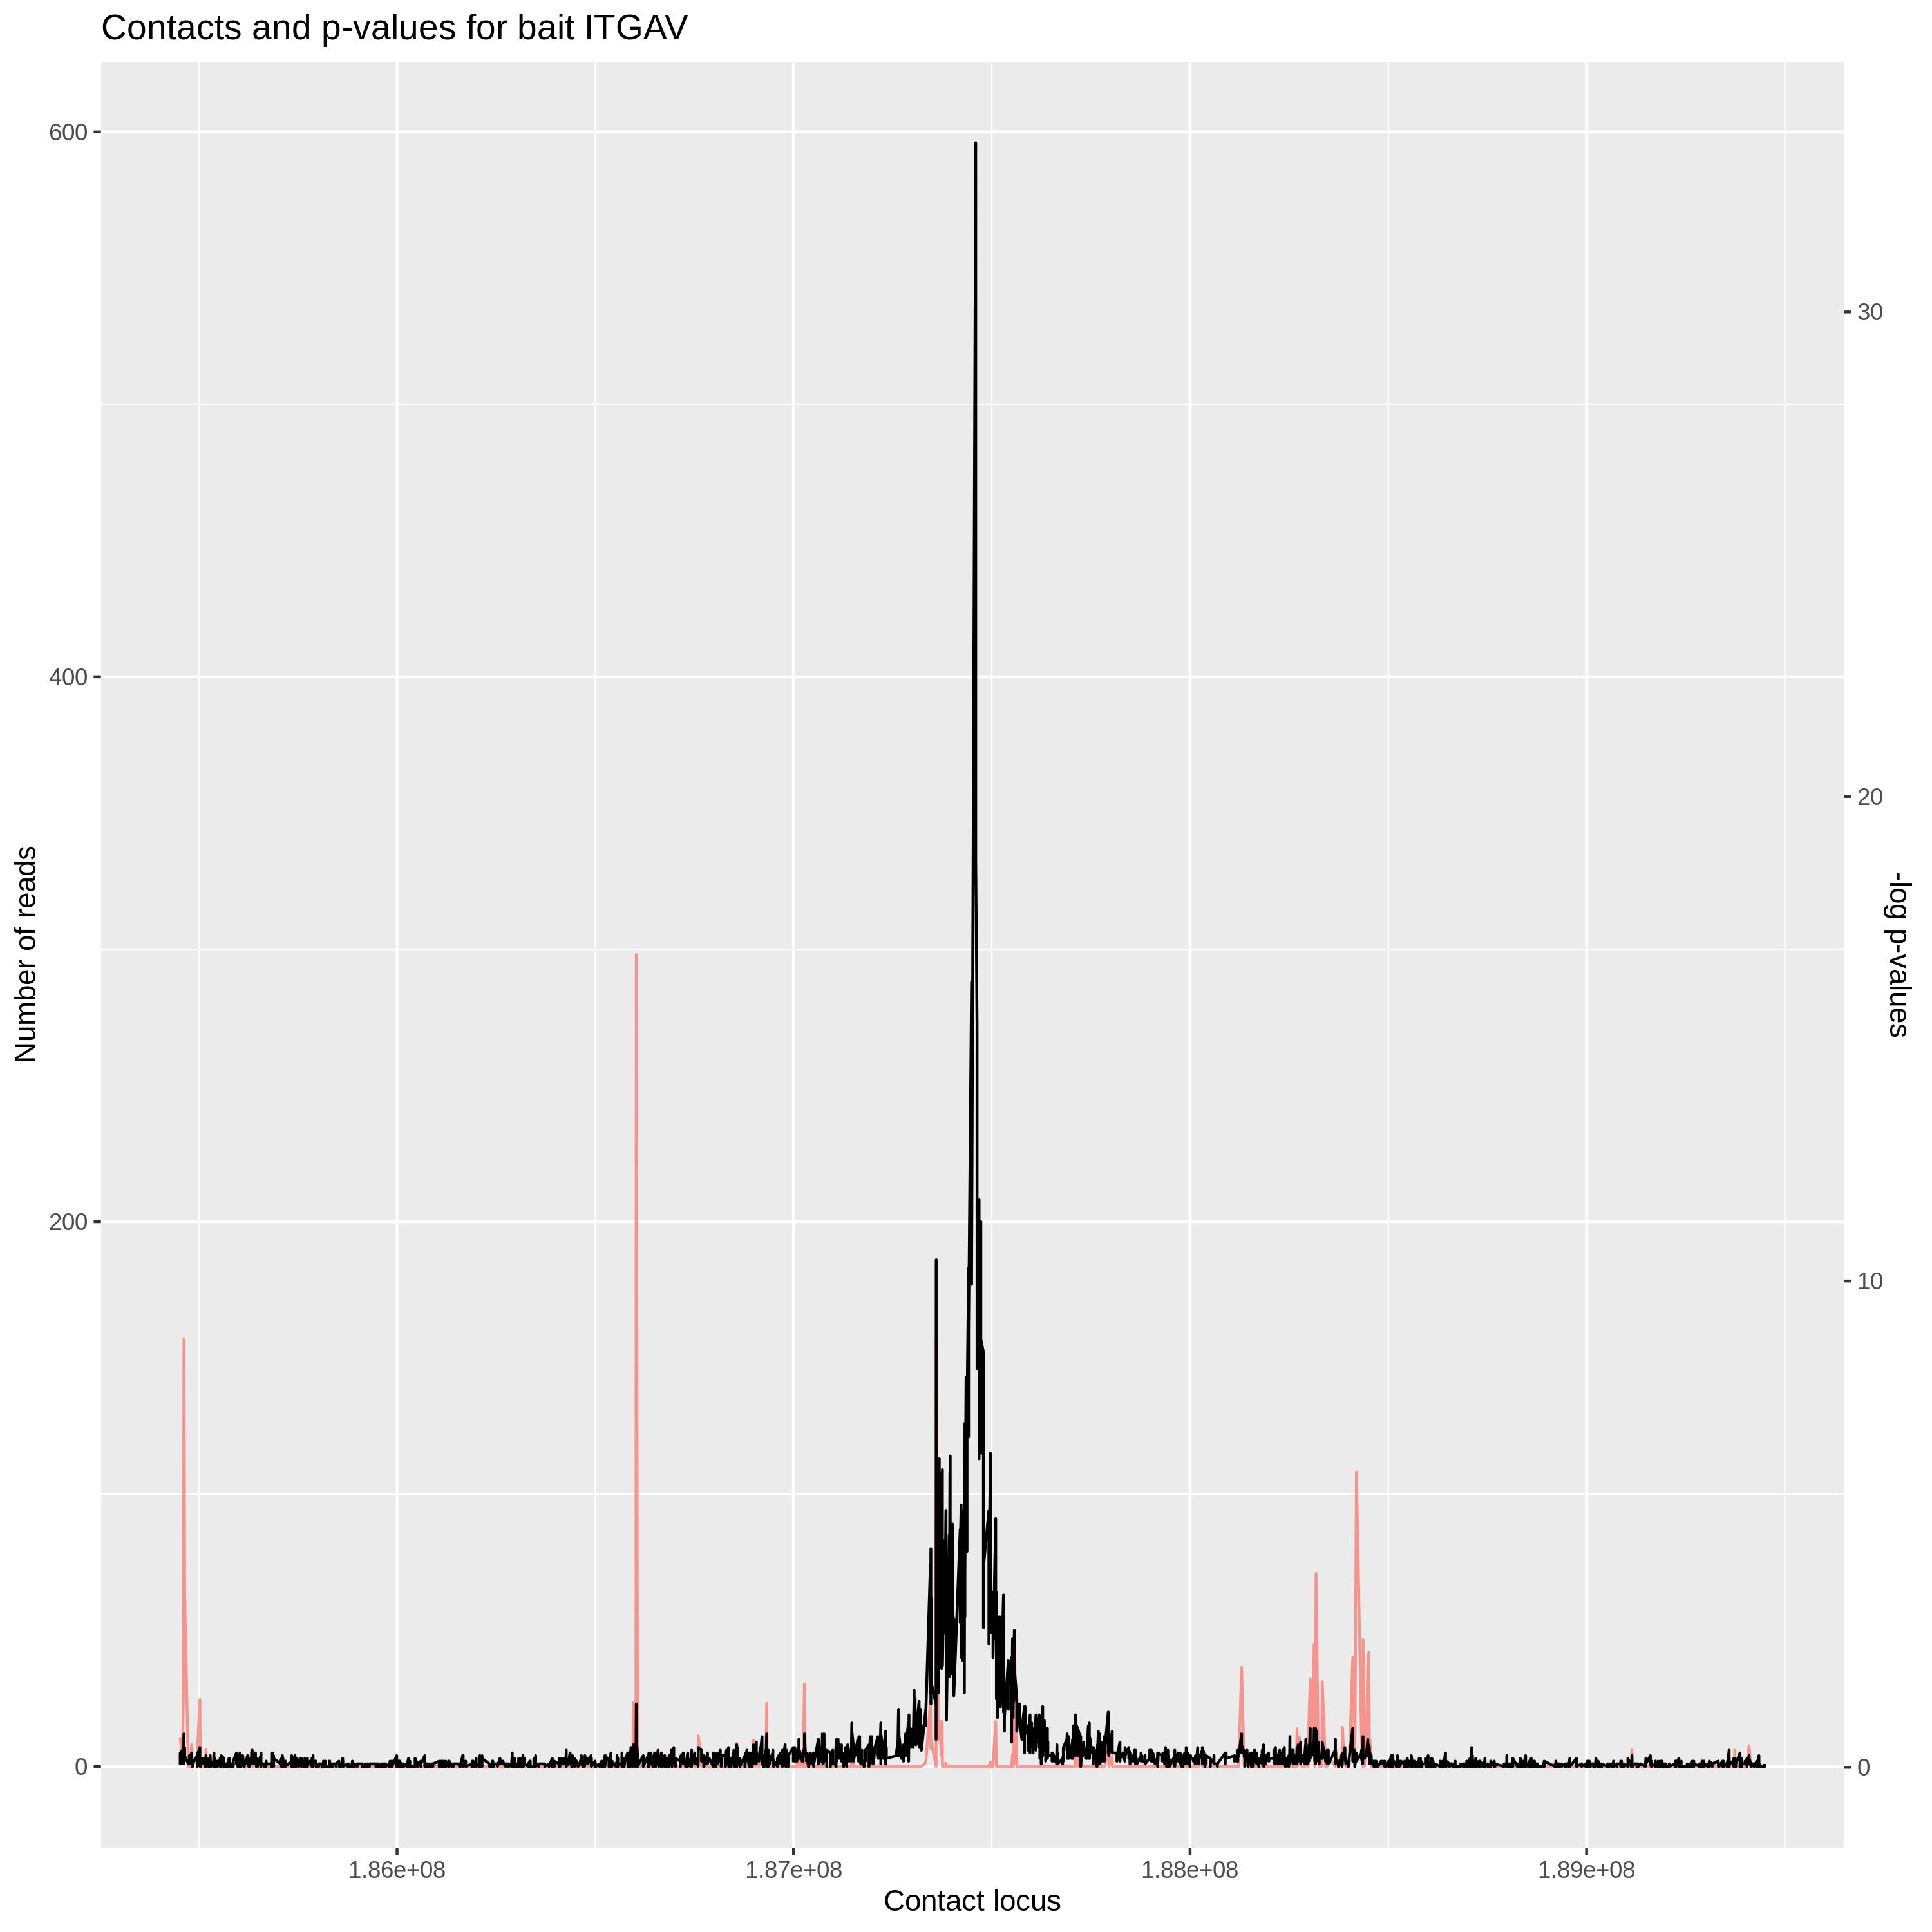 Contacts and p-values for bait ITGAV
600
400
200
0
Number of reads
30
20
10
0
-log p-values
1.86e+08
1.87e+08
1.88e+08
1.89e+08
Contact locus